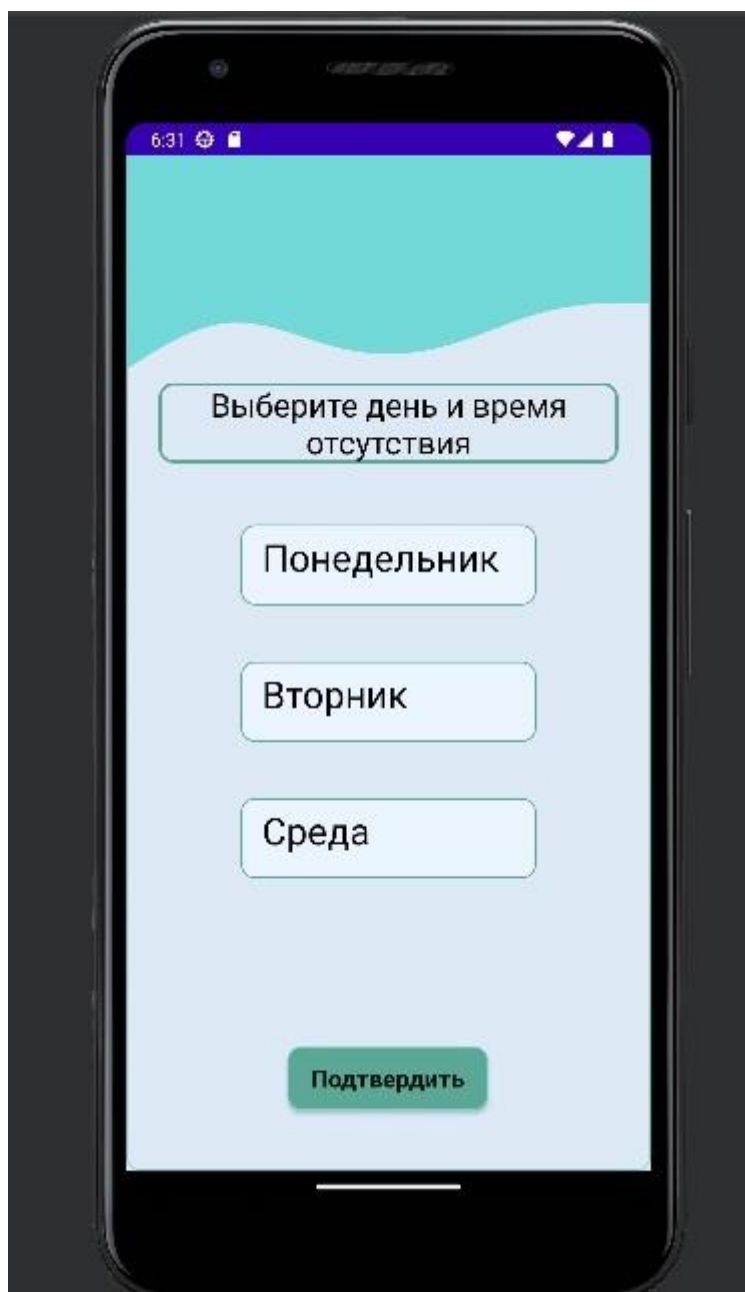 6:31
Выберите день и время
отсутствия
Понедельник
Вторник
Среда
Подтвердить